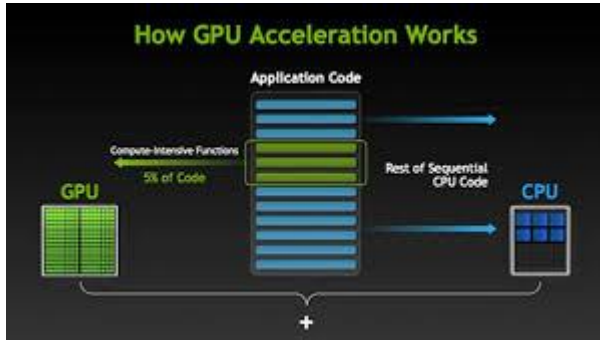 How GPU Acceleration Works
Application Code
Compute-Intensive Functions
5% of Code
Rest of Sequential
CPU Code
GPU
CPU
+